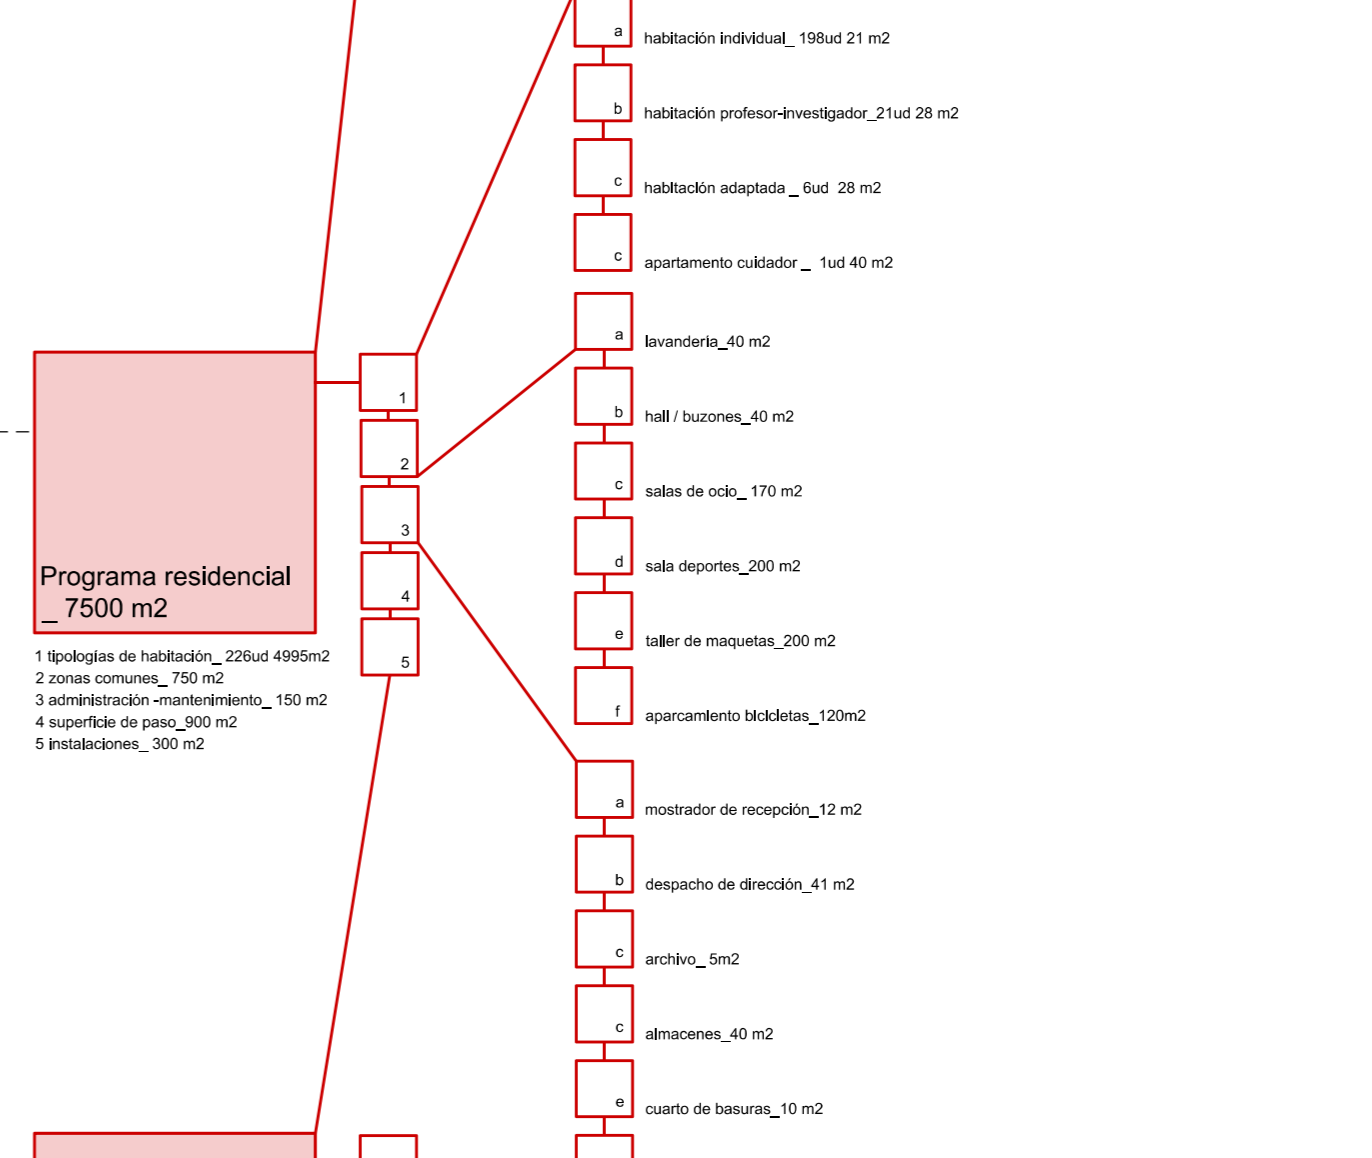 a
habitación individual_ 198ud 21 m2
b
habitación profesor-investigador_21ud 28 m2
c
habitación adaptada _ 6ud  28 m2
c
apartamento cuidador _  1ud 40 m2
a
lavandería_40 m2
b
hall / buzones_40 m2
c
salas de ocio_ 170 m2
d
sala deportes_200 m2
e
taller de maquetas_200 m2
f
aparcamiento bicicletas_120m2
1
2
3
4
5
Programa residencial
_ 7500 m2
1 tipologías de habitación_ 226ud 4995m2
2 zonas comunes_ 750 m2
3 administración -mantenimiento_ 150 m2
4 superficie de paso_900 m2
5 instalaciones_ 300 m2
a
mostrador de recepción_12 m2
b
despacho de dirección_41 m2
c
archivo_ 5m2
c
almacenes_40 m2
e
cuarto de basuras_10 m2